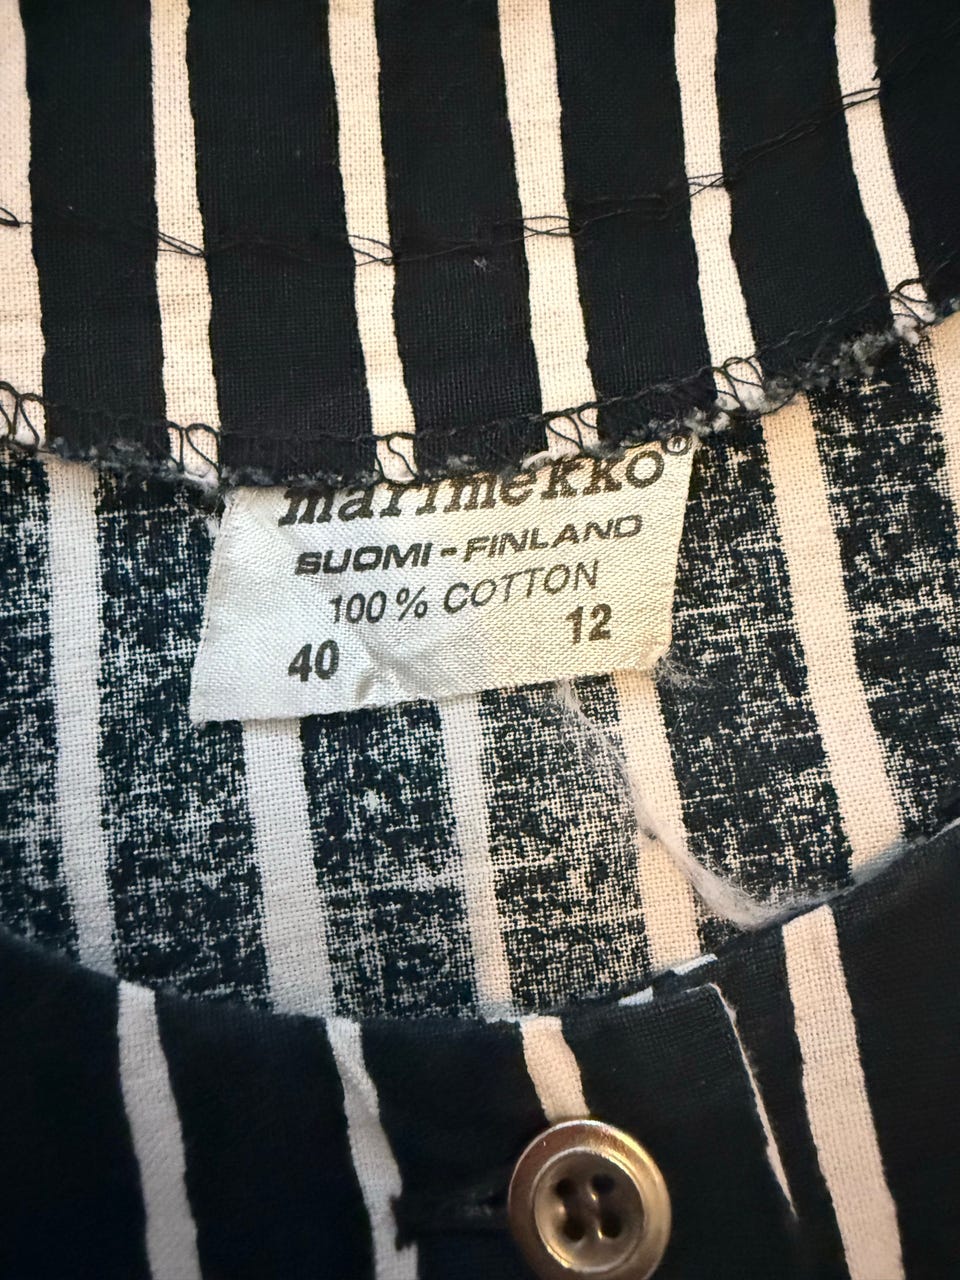 marimekko®
SUOMI - FINLAND
100% COTTON
40 12